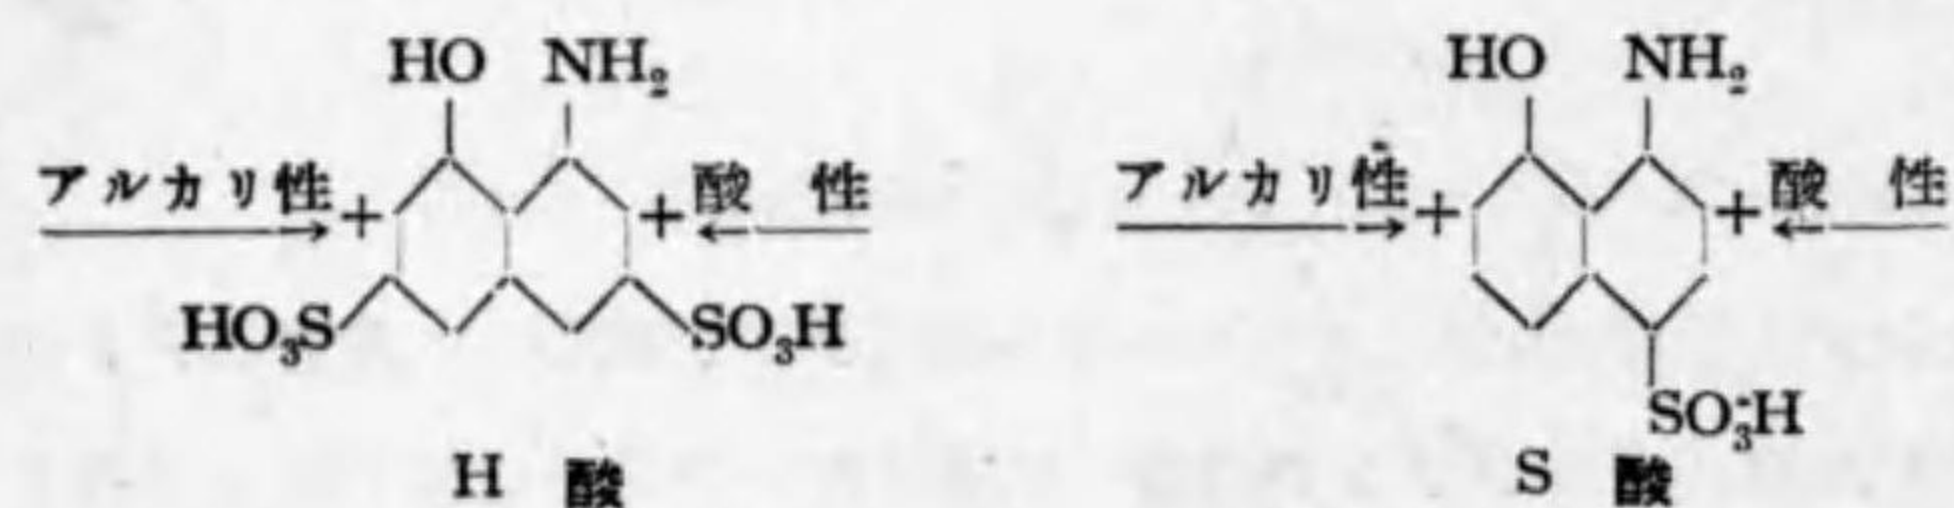 HO NH₂ HO NH₂
アルカリ性 + + 酸性 アルカリ性 + + 酸性
HO₃S SO₃H
SO₃H
H 酸 S 酸